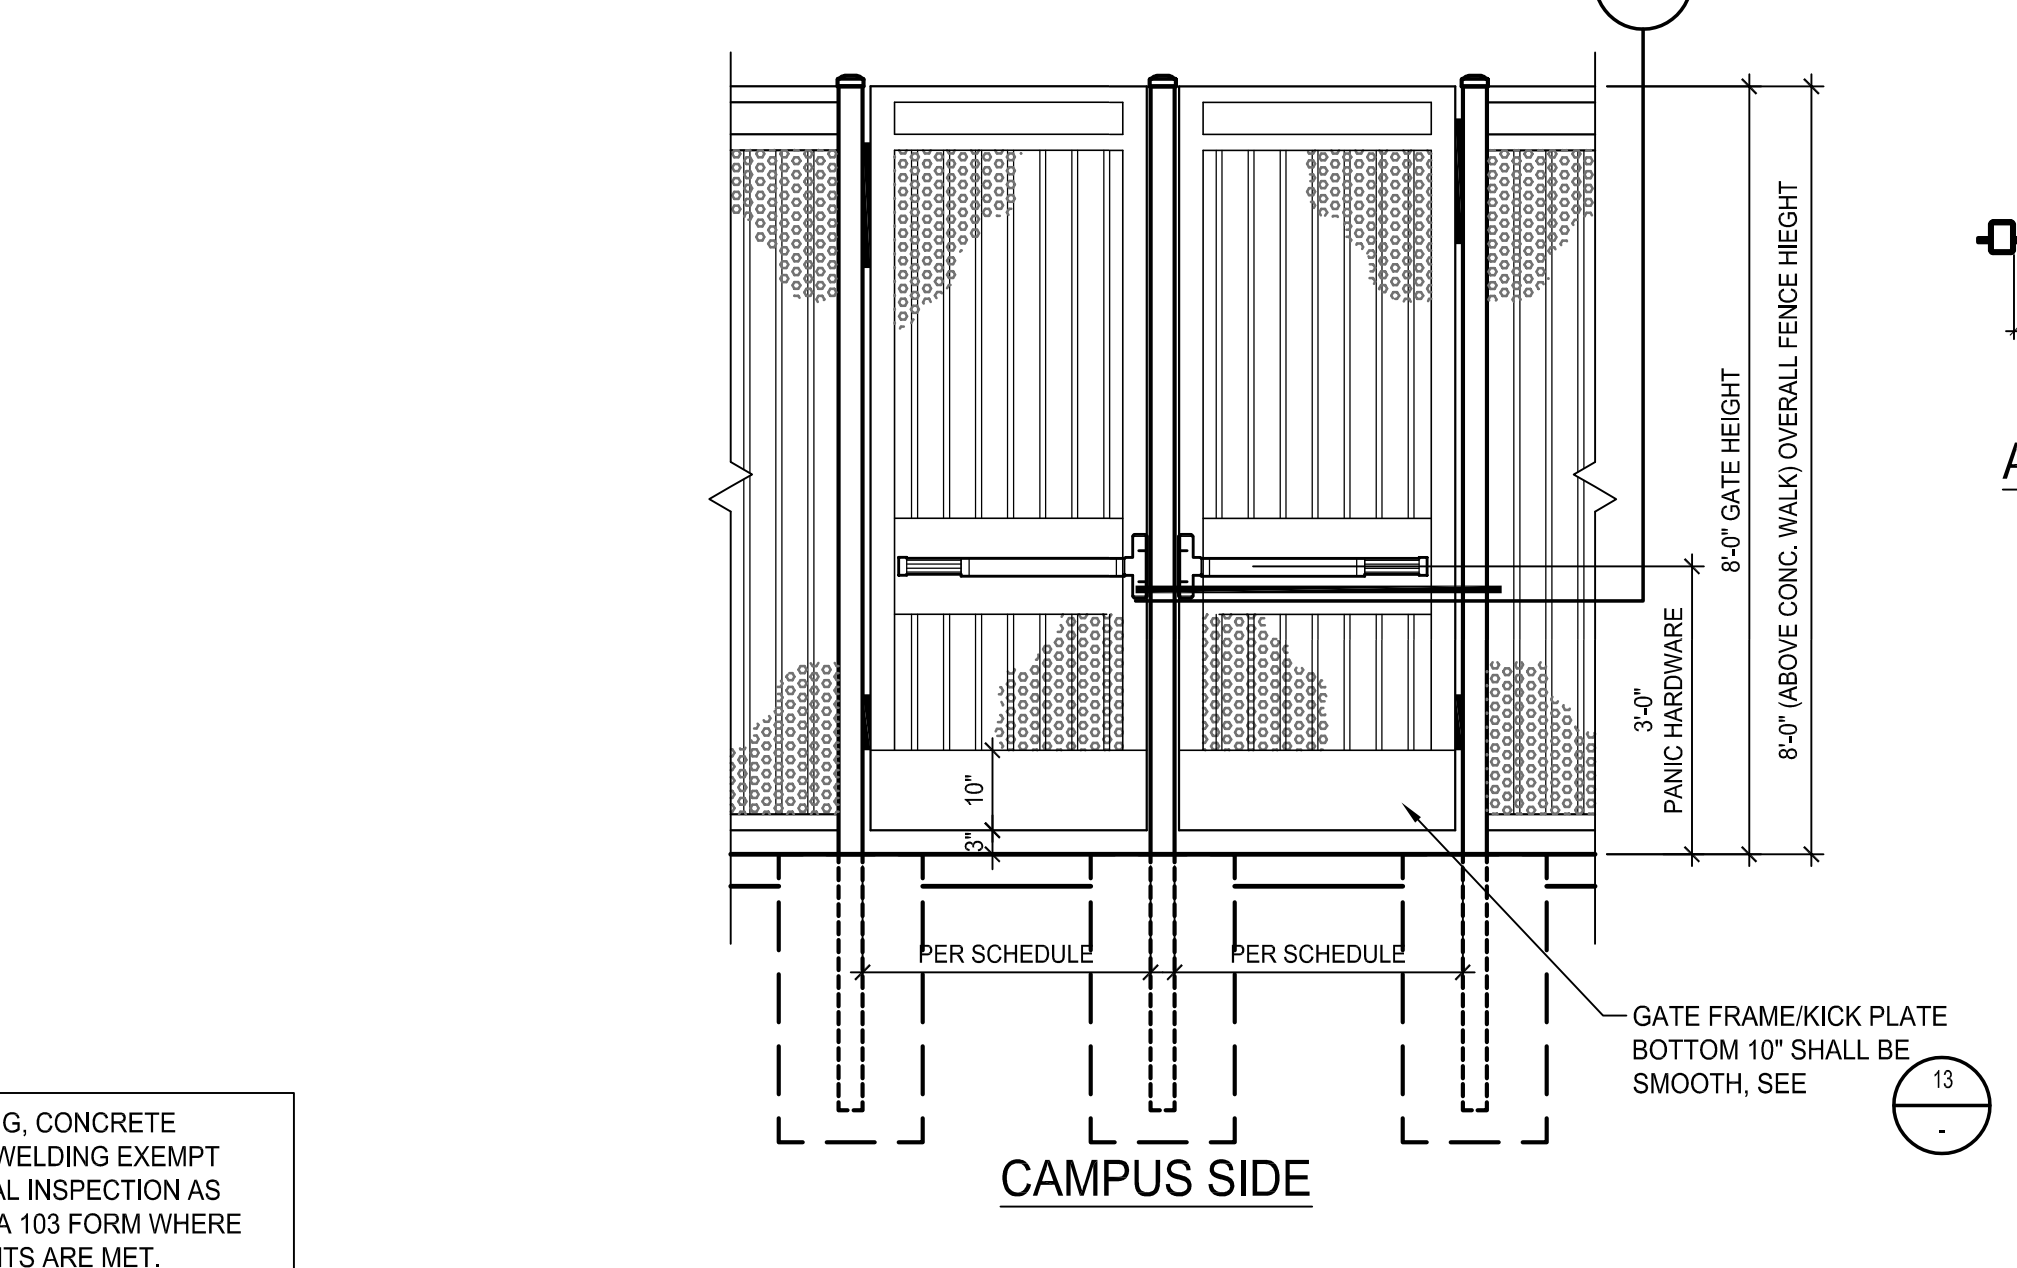 8'-0" GATE HEIGHT
8'-0" (ABOVE CONC. WALK) OVERALL FENCE HIEGHT
3'-0"
PANIC HARDWARE
10"
3"
PER SCHEDULE
PER SCHEDULE
GATE FRAME/KICK PLATE
BOTTOM 10" SHALL BE
SMOOTH, SEE
13
-
CAMPUS SIDE
G, CONCRETE
WELDING EXEMPT
AL INSPECTION AS
A 103 FORM WHERE
ITS ARE MET.
A